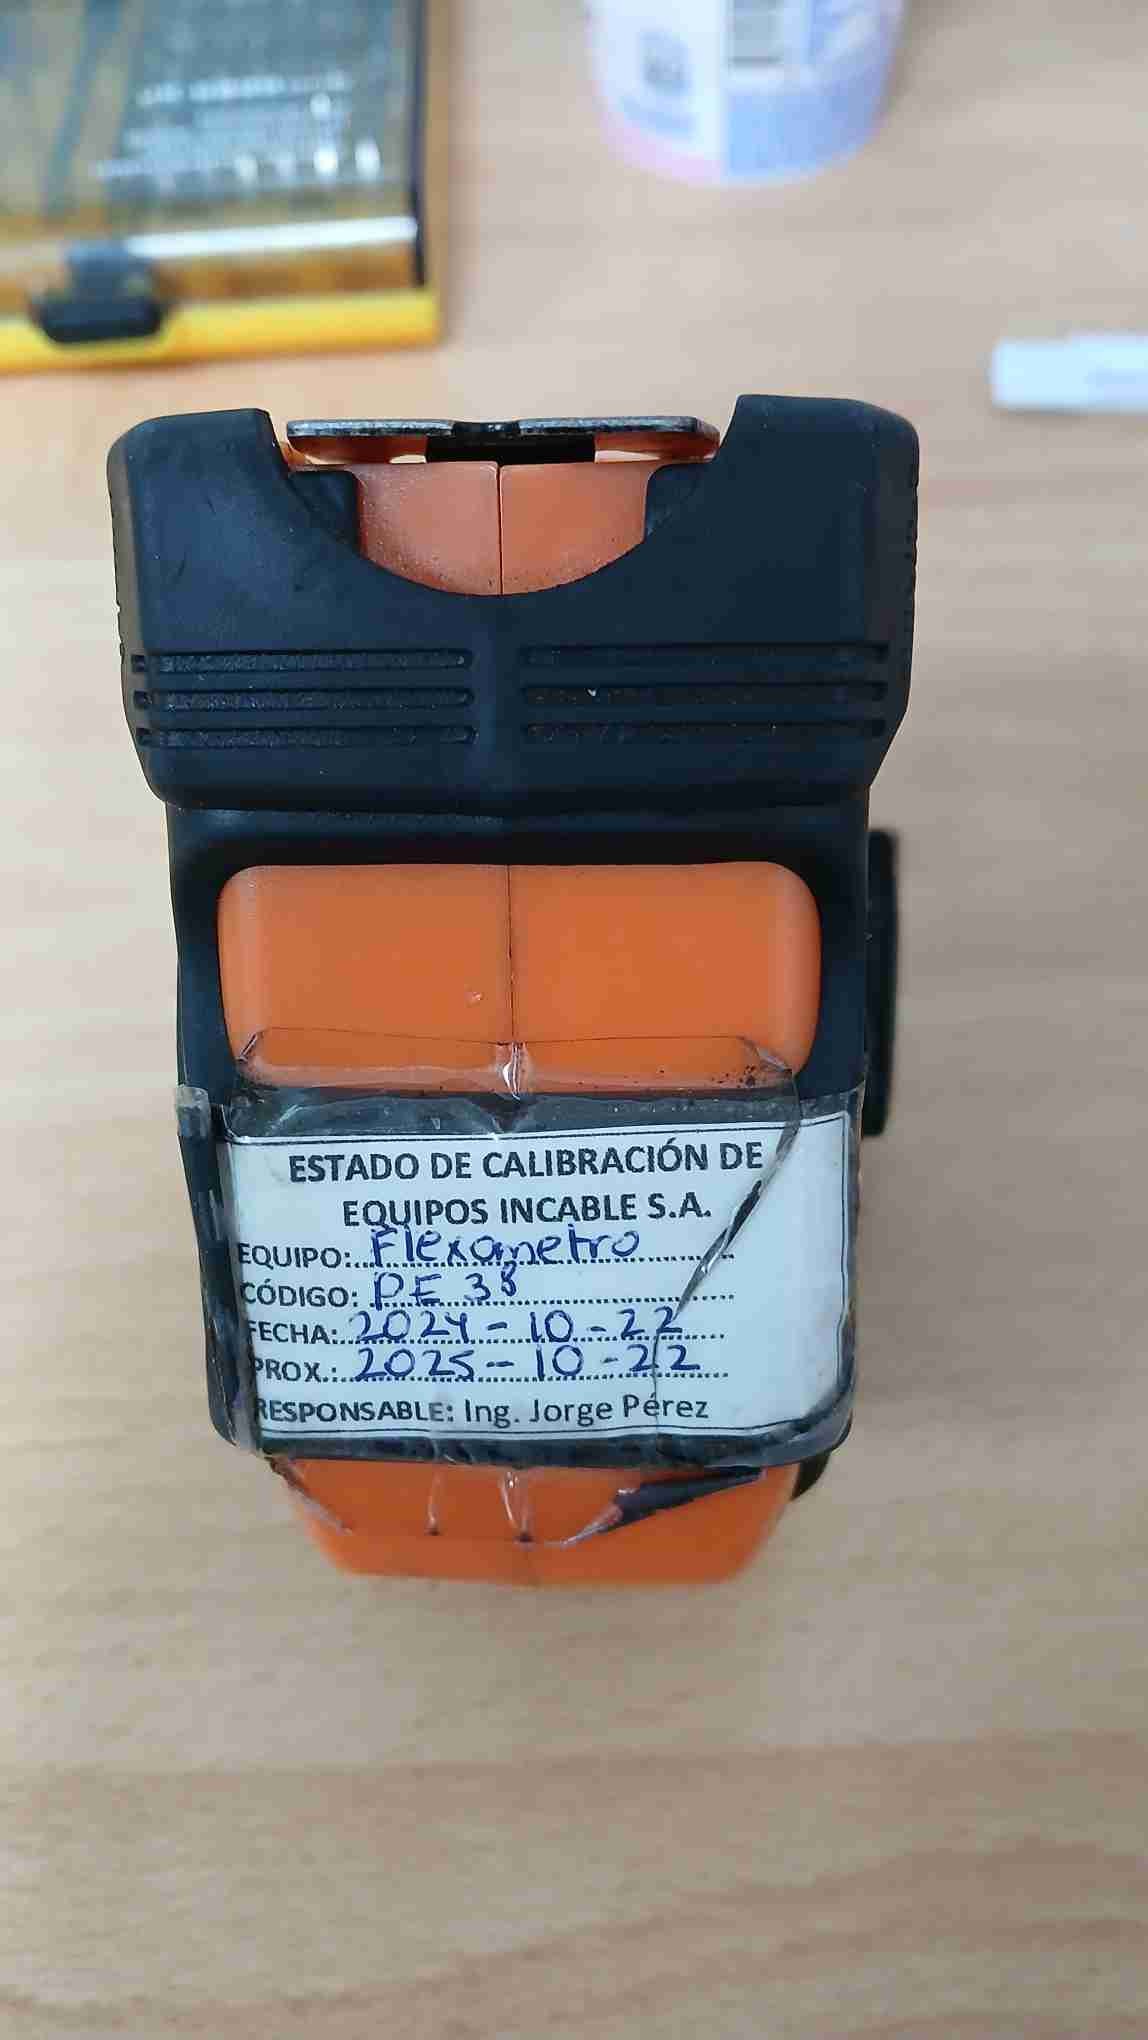 ESTADO DE CALIBRACIÓN DE
EQUIPOS INCABLE S.A.
EQUIPO: Flexometro
CÓDIGO: PE 38
FECHA: 2024-10-22
PROX.: 2025-10-22
RESPONSABLE: Ing. Jorge Pérez